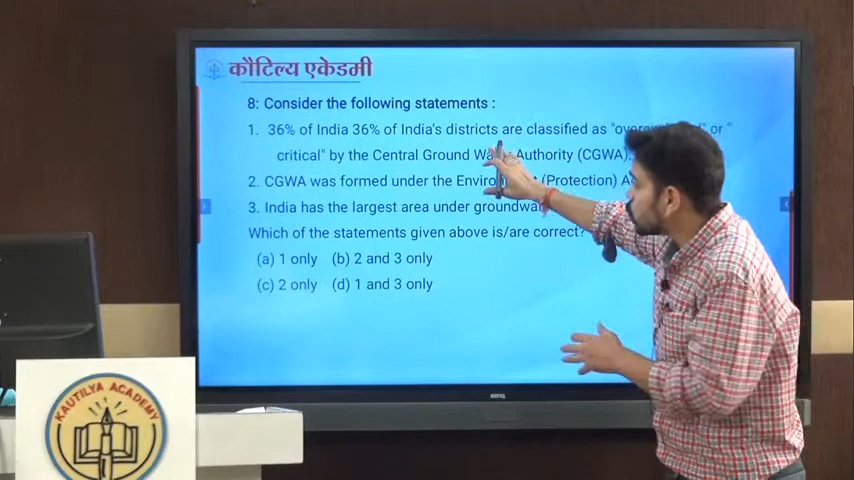 कौटिल्य एकेडमी
8: Consider the following statements :
1. 36% of India 36% of India's districts are classified as "over or "
critical" by the Central Ground Authority (CGWA).
2. CGWA was formed under the (Protection)
3. India has the largest area under
Which of the statements given above is/are correct?
(a) 1 only (b) 2 and 3 only
(c) 2 only (d) 1 and 3 only
BenQ
KAUTILYA ACADEMY